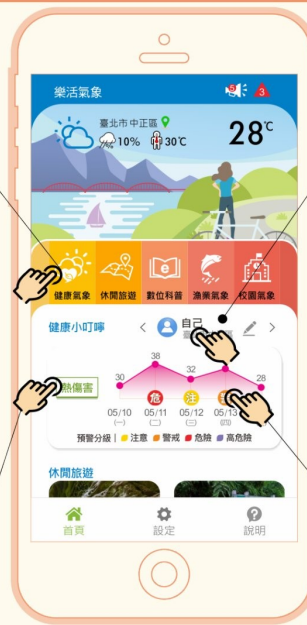 樂活氣象
5
3
臺北市 中正區
10%
30℃
28℃
健康氣象 休閒旅遊 數位科普 漁業氣象 校園氣象
健康小叮嚀
自己
熱傷害
30
38
32
28
危
注
05/10
05/11
05/12
05/13
(一)
(二)
(三)
(四)
預警分級 | 注意 警戒 危險 高危險
休閒旅遊
首頁
設定
說明